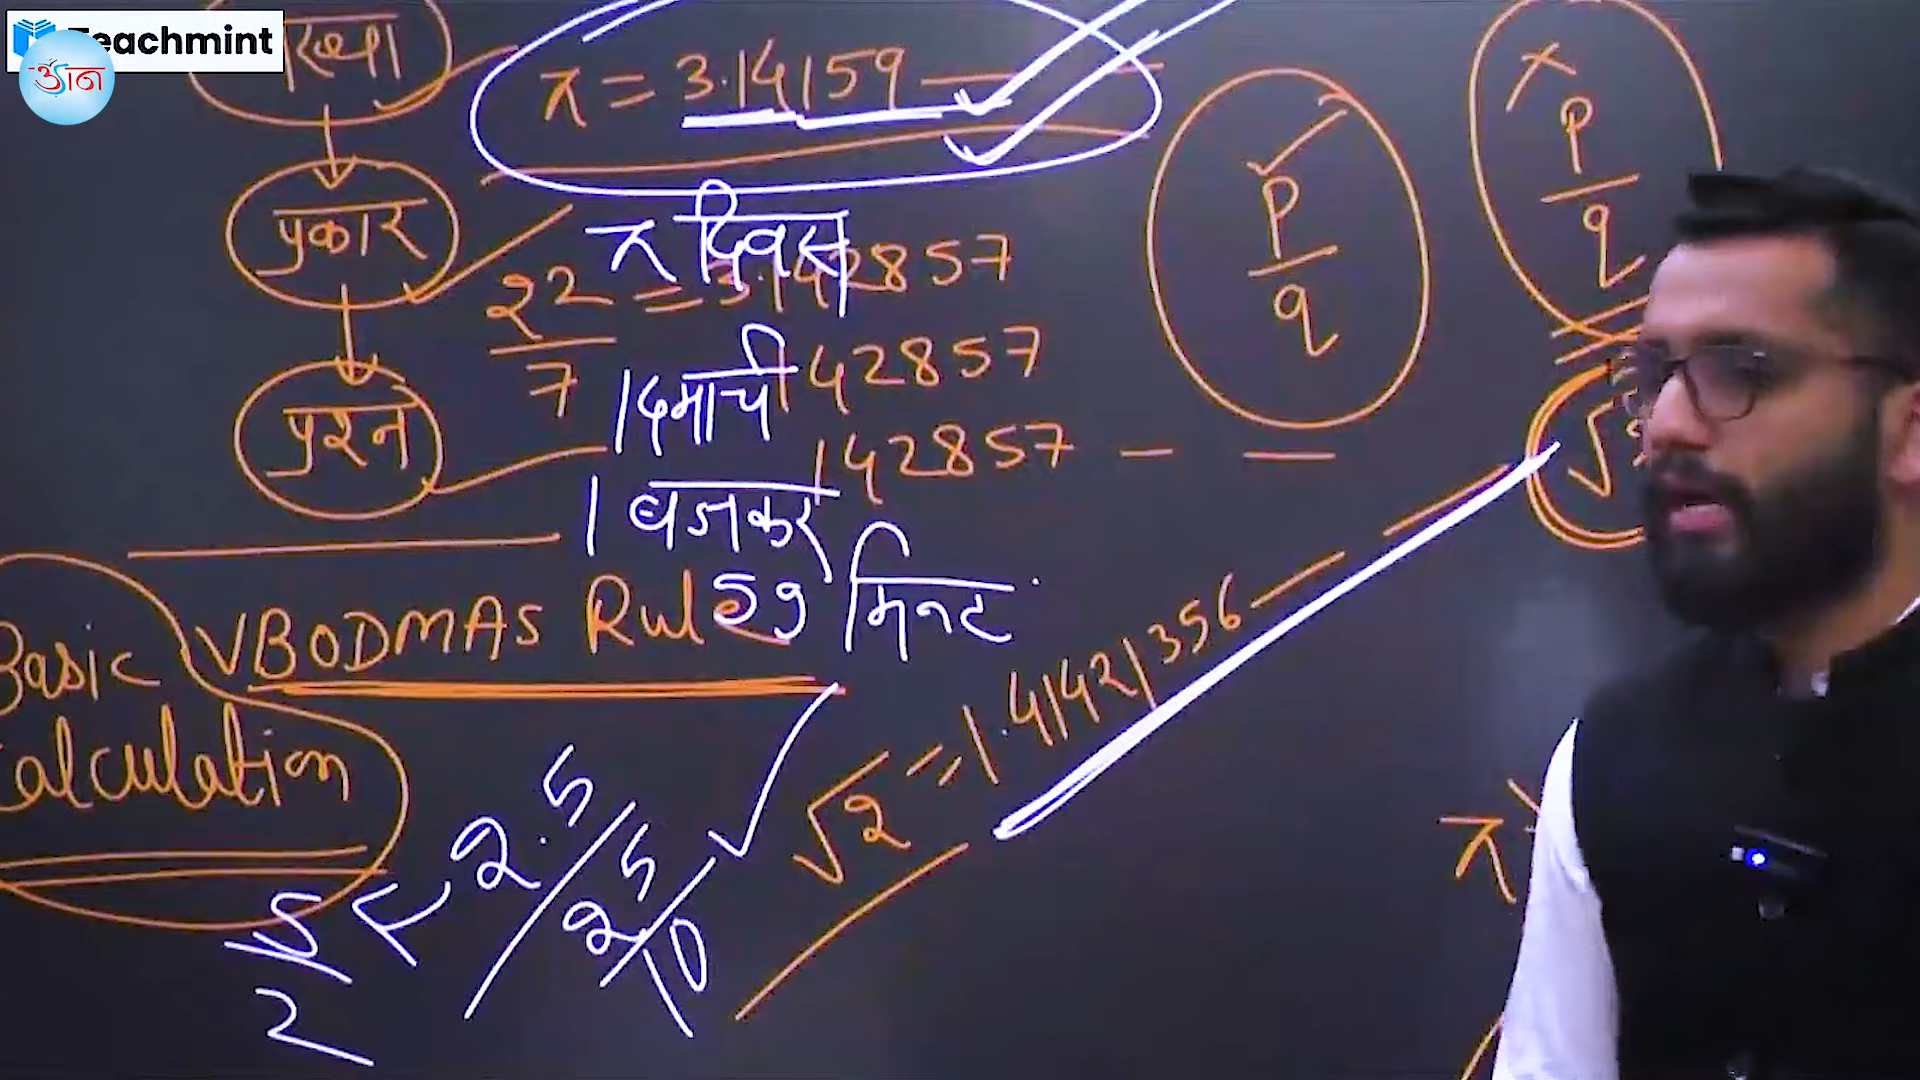 Teachmint
ज्ञान
π = 3.14159
π दिवस
22/7 = 3.142857
142857
142857
1 मार्च
1 बजकर
59 मिनट
प्रकार
प्रश्न
p/q
× p/q
Basic Calculation
VBODMAS Rule
√2 = 1.41421356
5/2 = 2.5
25/10
π